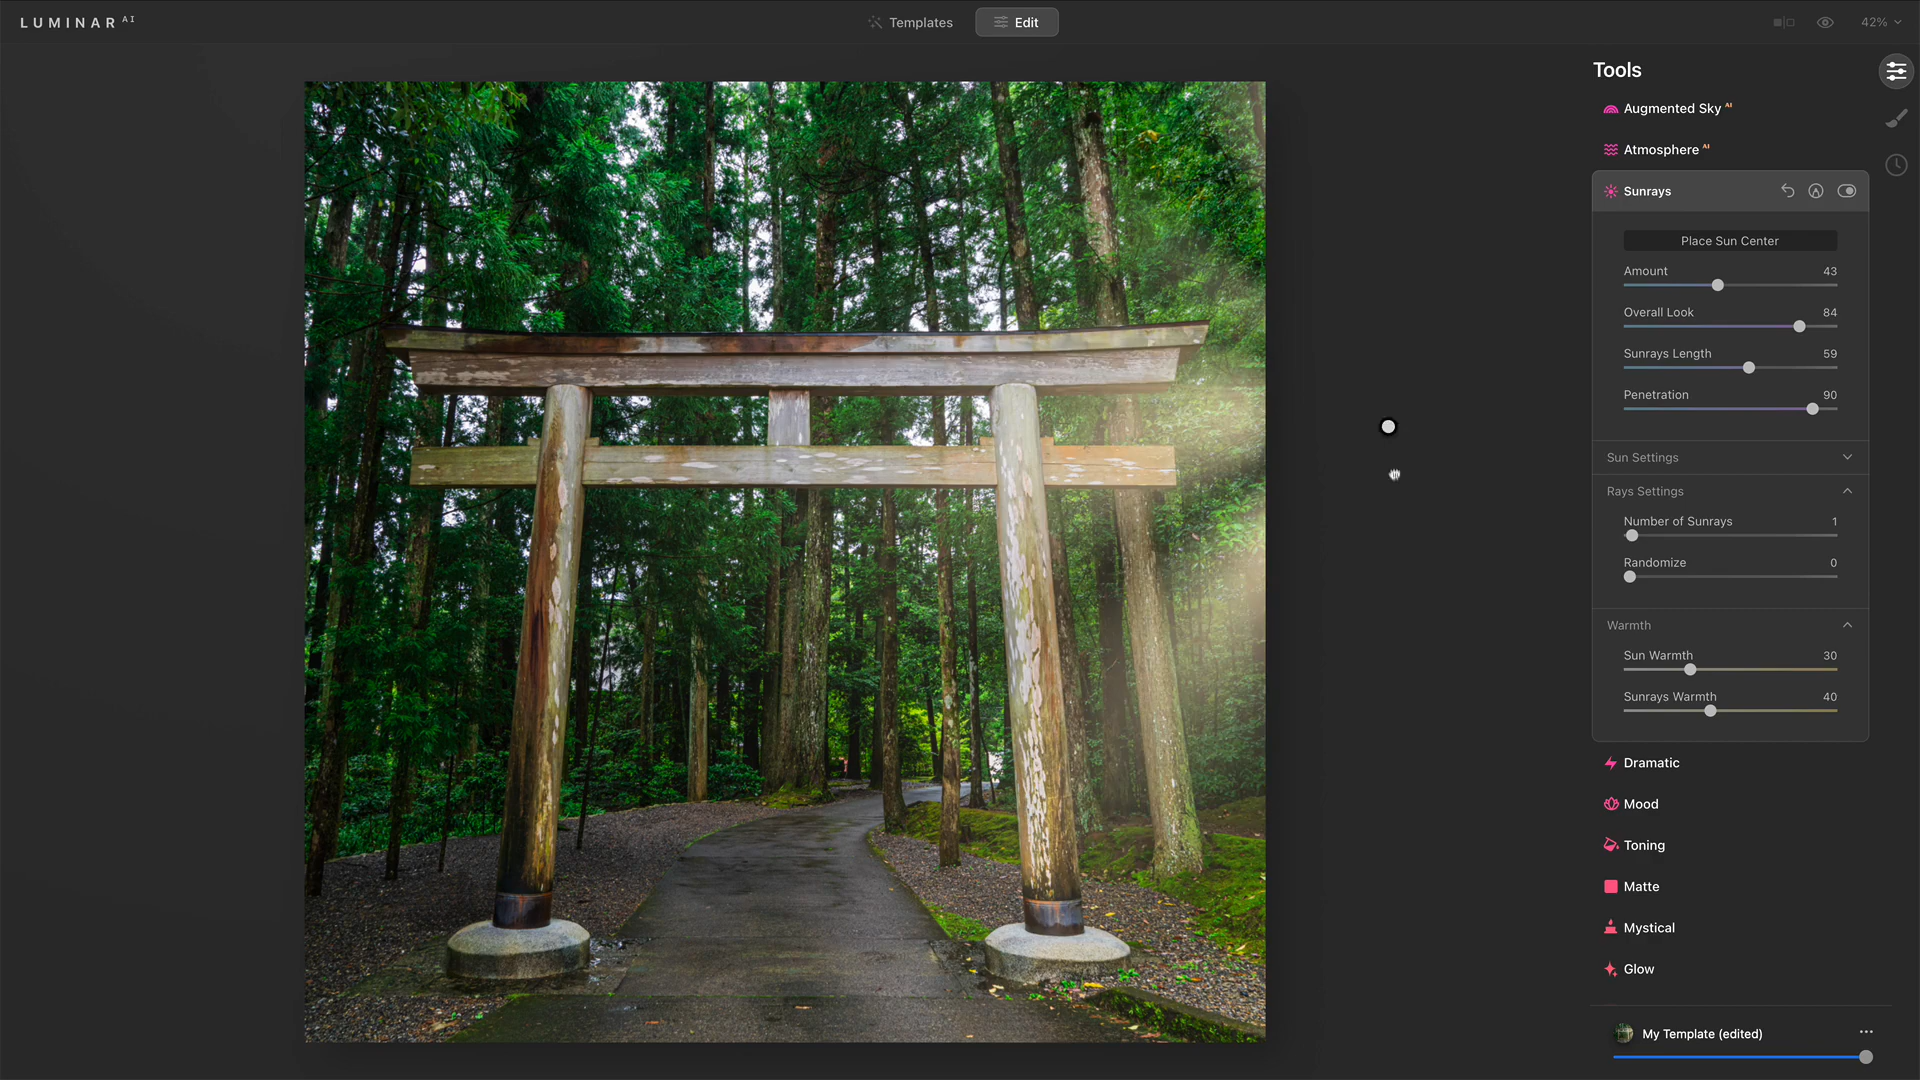 LUMINAR AI
Templates
Edit
42%
Tools
Augmented Sky AI
Atmosphere AI
Sunrays
Place Sun Center
Amount 43
Overall Look 84
Sunrays Length 59
Penetration 90
Sun Settings
Rays Settings
Number of Sunrays 1
Randomize 0
Warmth
Sun Warmth 30
Sunrays Warmth 40
Dramatic
Mood
Toning
Matte
Mystical
Glow
My Template (edited)